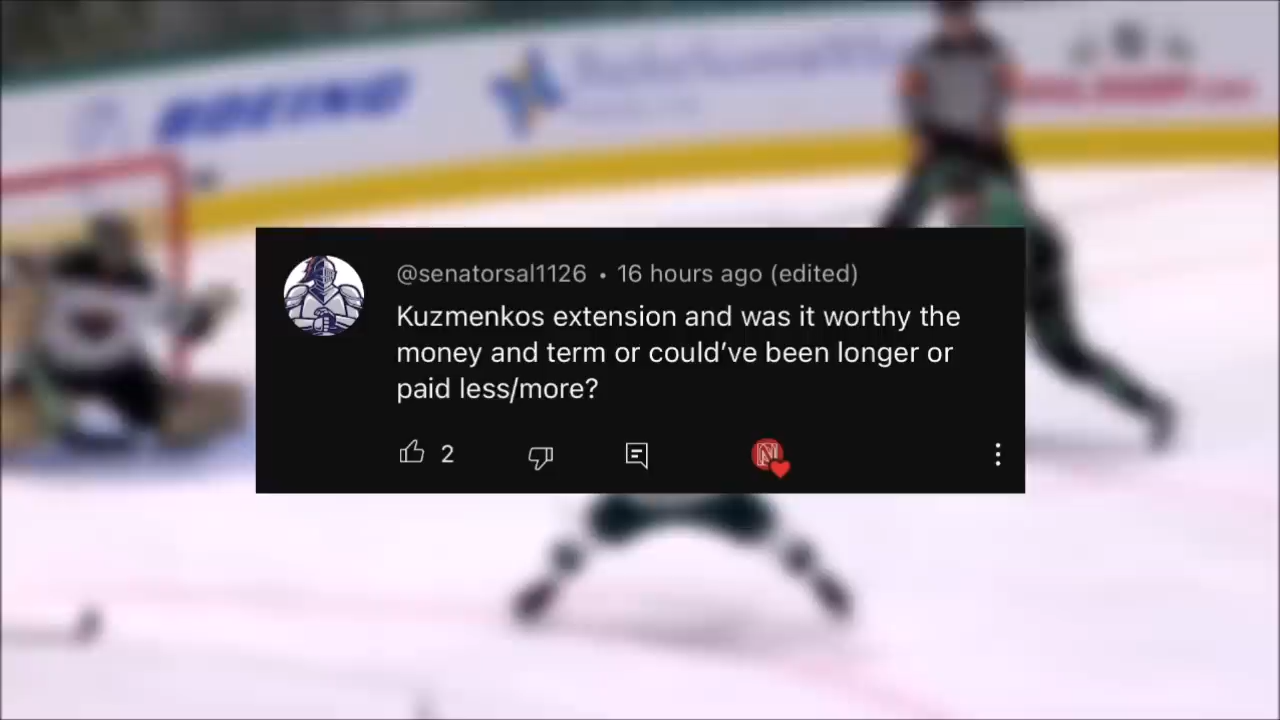 BOEING
@senatorsal1126 • 16 hours ago (edited)
Kuzmenkos extension and was it worthy the
money and term or could've been longer or
paid less/more?
2